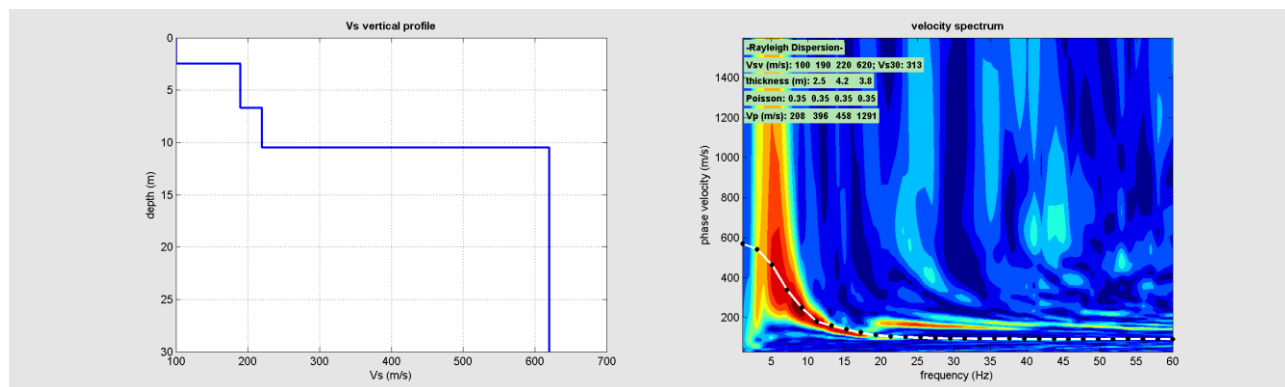 Vs vertical profile
0
5
10
15
20
25
30
depth (m)
100 200 300 400 500 600 700
Vs (m/s)
velocity spectrum
-Rayleigh Dispersion-
Vsv (m/s): 100 190 220 620; Vs30: 313
thickness (m): 2.5 4.2 3.8
Poisson: 0.35 0.35 0.35 0.35
Vp (m/s): 208 396 458 1291
1400
1200
1000
800
600
400
200
phase velocity (m/s)
5 10 15 20 25 30 35 40 45 50 55 60
frequency (Hz)